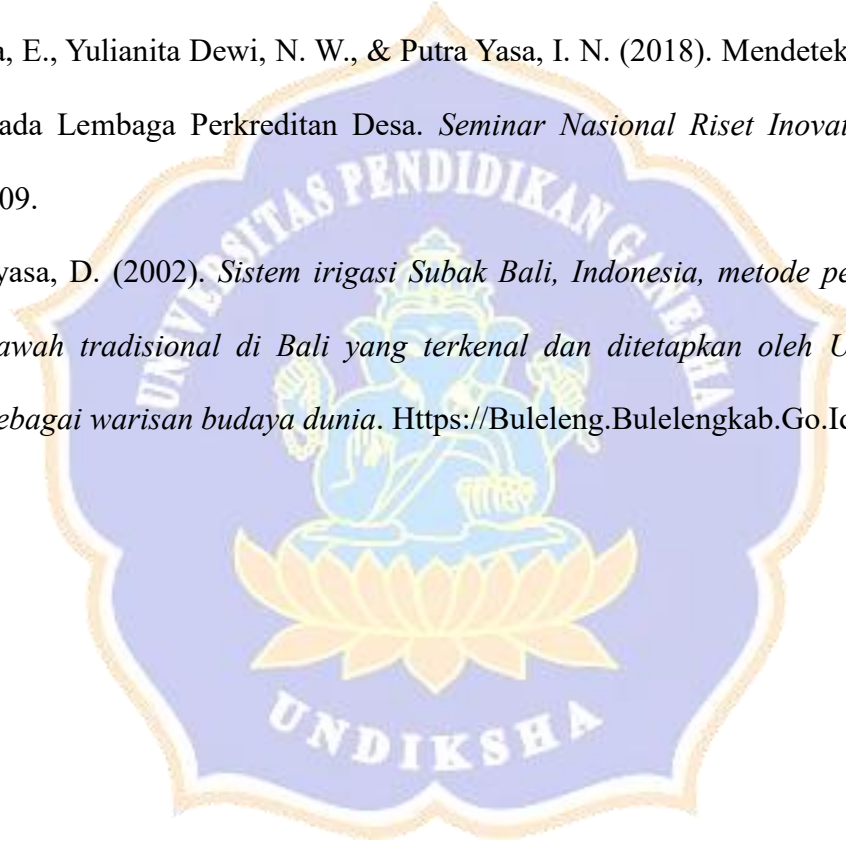 a, E., Yulianita Dewi, N. W., & Putra Yasa, I. N. (2018). Mendetek
ada Lembaga Perkreditan Desa. Seminar Nasional Riset Inovat
09.
yasa, D. (2002). Sistem irigasi Subak Bali, Indonesia, metode pe
awah tradisional di Bali yang terkenal dan ditetapkan oleh U
ebagai warisan budaya dunia. Https://Buleleng.Bulelengkab.Go.Id
UNIVERSITAS PENDIDIKAN GANESHA
UNDIKSHA